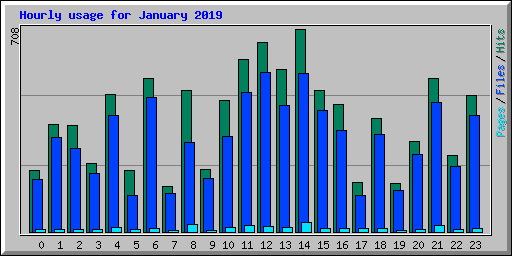 Hourly usage for January 2019
708
Pages/Files/Hits
0 1 2 3 4 5 6 7 8 9 10 11 12 13 14 15 16 17 18 19 20 21 22 23